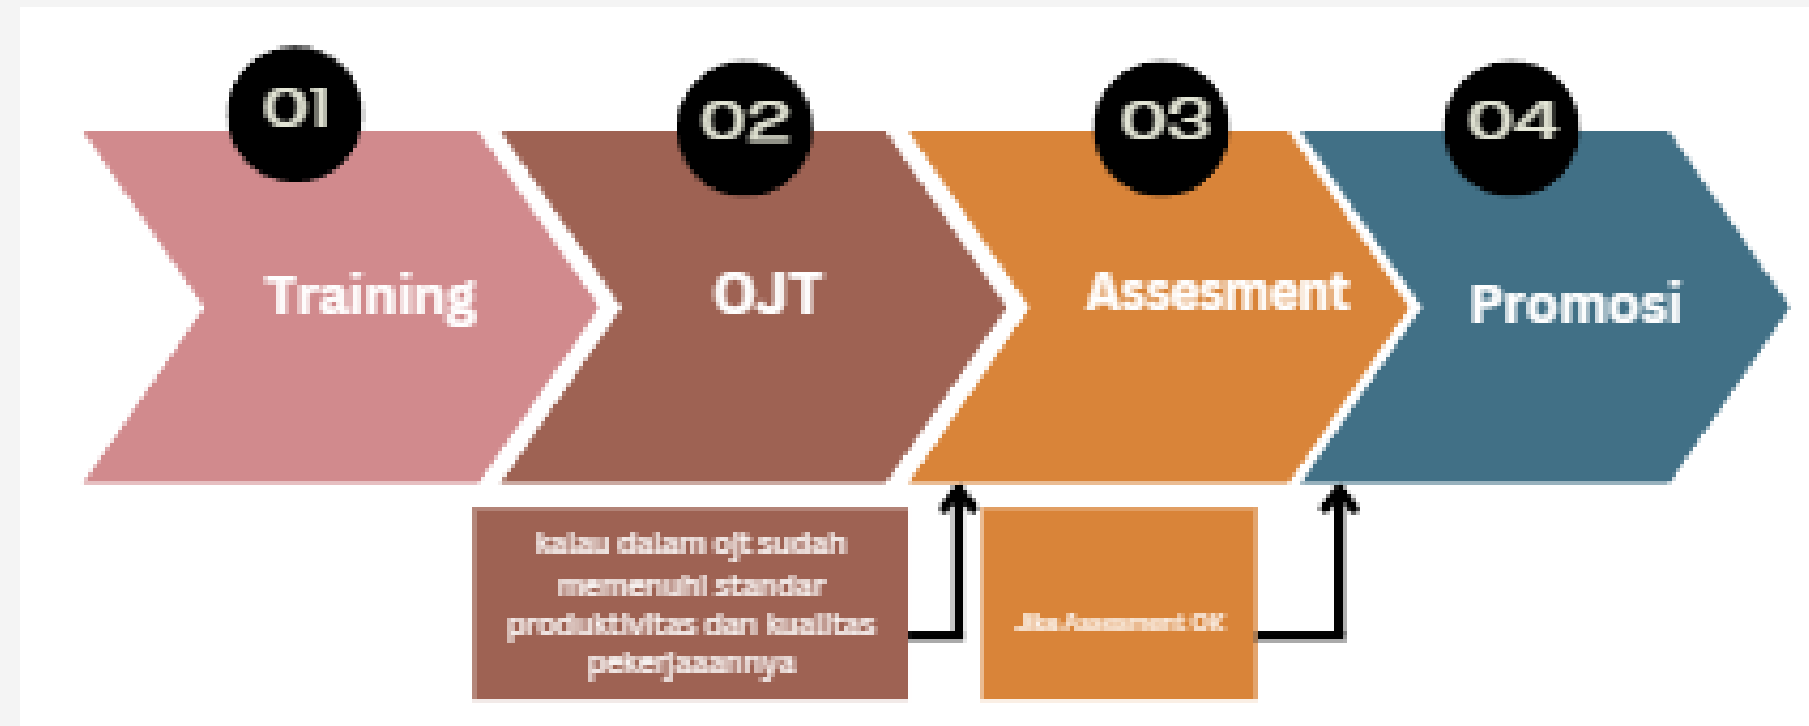 01
02
03
04
Training
OJT
Assesment
Promosi
kalau dalam ojt sudah
memenuhi standar
produktivitas dan kualitas
pekerjaaannya
Jika Assessment OK